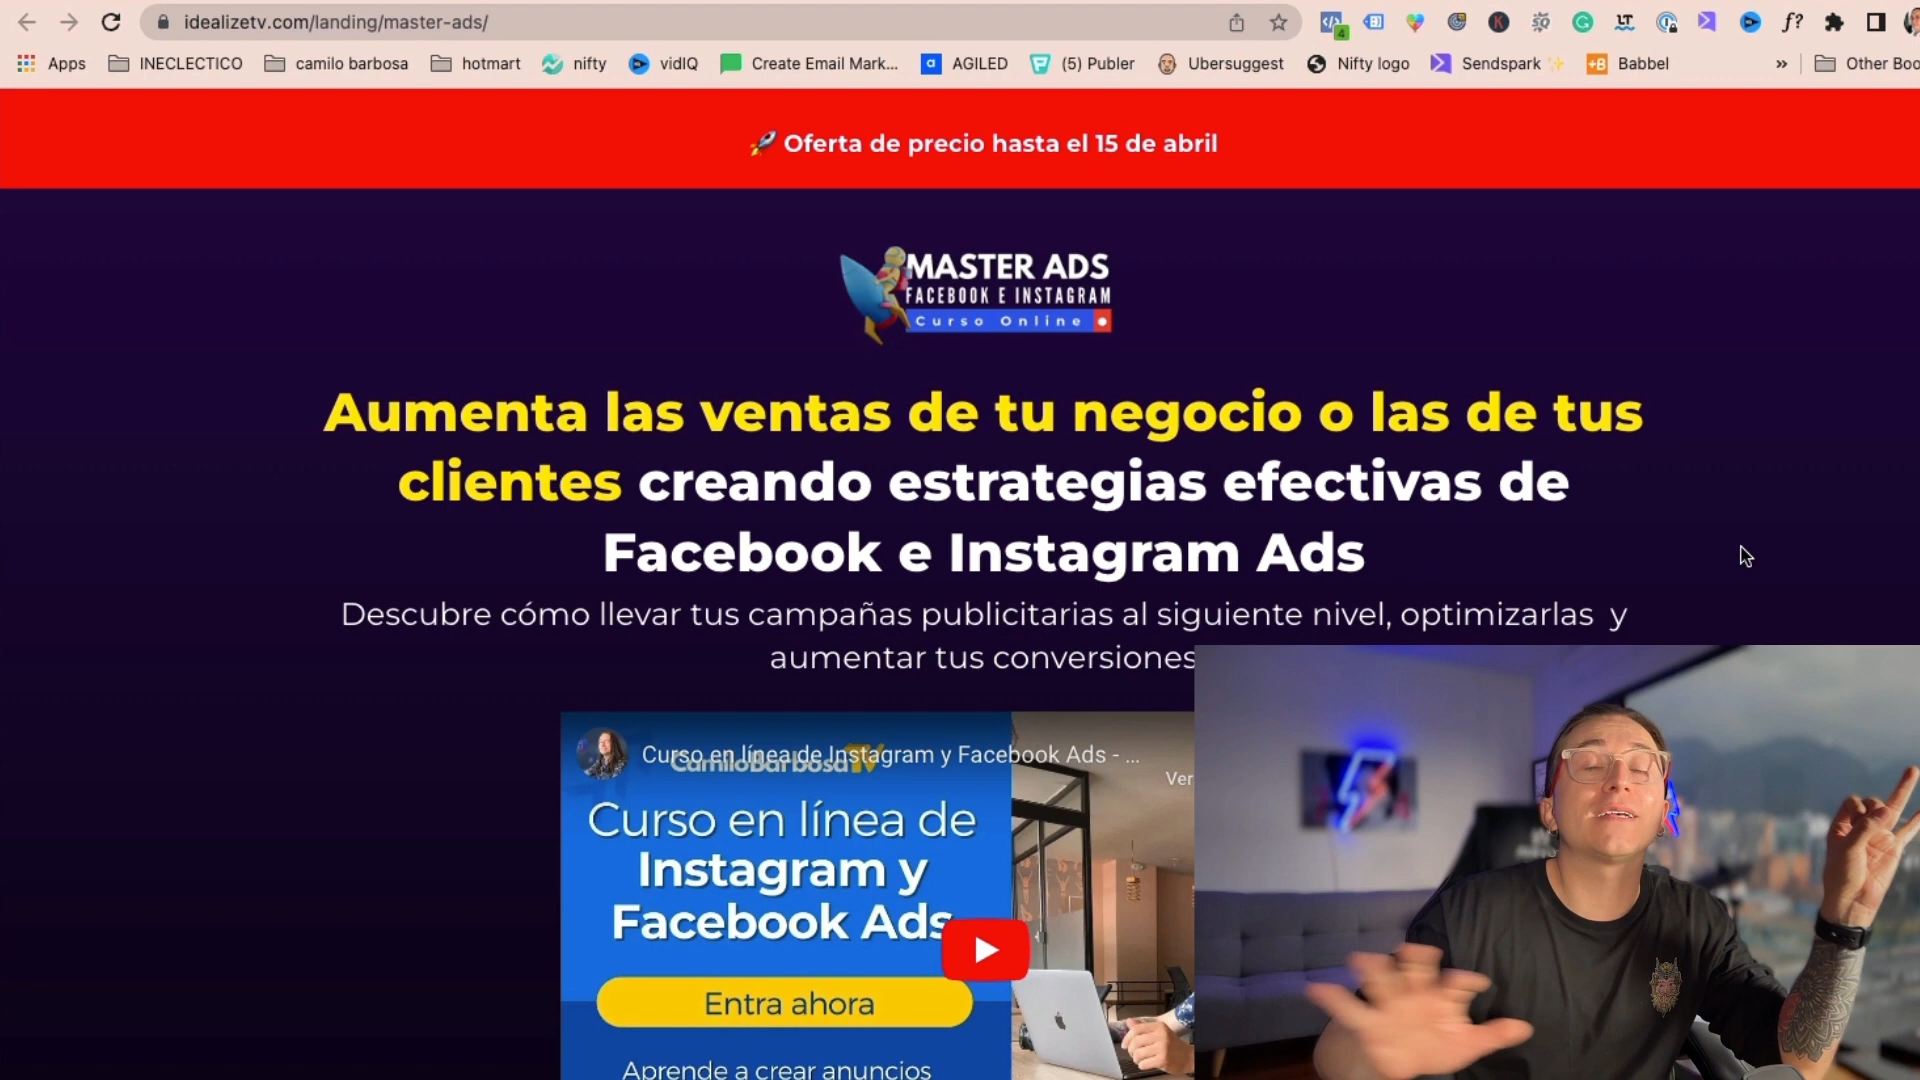 idealizetv.com/landing/master-ads/
Apps INECLECTICO camilo barbosa hotmart nifty vidIQ Create Email Mark... AGILED (5) Publer Ubersuggest Nifty logo Sendspark ✨ Babbel » Other Boo
🚀 Oferta de precio hasta el 15 de abril
MASTER ADS
FACEBOOK E INSTAGRAM
Curso Online
Aumenta las ventas de tu negocio o las de tus
clientes creando estrategias efectivas de
Facebook e Instagram Ads
Descubre cómo llevar tus campañas publicitarias al siguiente nivel, optimizarlas y
aumentar tus conversiones
Curso en línea de Instagram y Facebook Ads - ...
CamiloBarbosaTV
Ver
Curso en línea de
Instagram y
Facebook Ads
Entra ahora
Aprende a crear anuncios